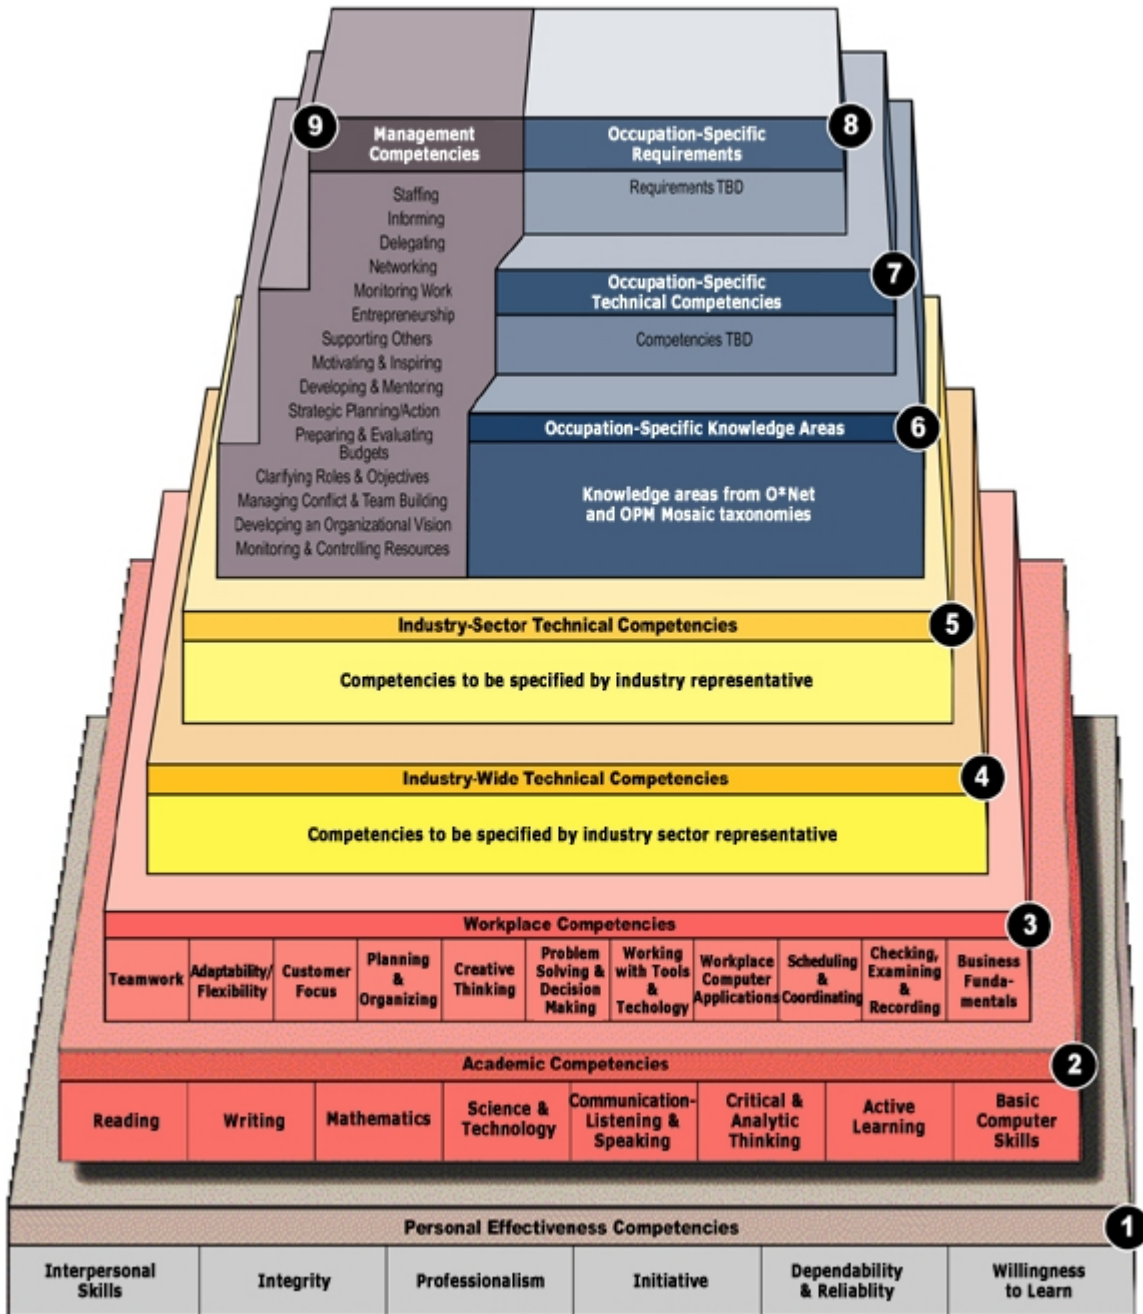 9
Management
Competencies
Occupation-Specific
Requirements
8
Requirements TBD
Staffing
Informing
Delegating
Networking
Monitoring Work
Entrepreneurship
Supporting Others
Motivating & Inspiring
Developing & Mentoring
Strategic Planning/Action
Preparing & Evaluating
Budgets
Clarifying Roles & Objectives
Managing Conflict & Team Building
Developing an Organizational Vision
Monitoring & Controlling Resources
Occupation-Specific
Technical Competencies
7
Competencies TBD
Occupation-Specific Knowledge Areas
6
Knowledge areas from O*Net
and OPM Mosaic taxonomies
Industry-Sector Technical Competencies
5
Competencies to be specified by industry representative
Industry-Wide Technical Competencies
4
Competencies to be specified by industry sector representative
Workplace Competencies
3
Teamwork
Adaptability/
Flexibility
Customer
Focus
Planning
&
Organizing
Creative
Thinking
Problem
Solving &
Decision
Making
Working
with Tools
&
Techology
Workplace
Computer
Applications
Scheduling
&
Coordinating
Checking,
Examining
&
Recording
Business
Funda-
mentals
Academic Competencies
2
Reading
Writing
Mathematics
Science &
Technology
Communication-
Listening &
Speaking
Critical &
Analytic
Thinking
Active
Learning
Basic
Computer
Skills
Personal Effectiveness Competencies
1
Interpersonal
Skills
Integrity
Professionalism
Initiative
Dependability
& Reliablity
Willingness
to Learn